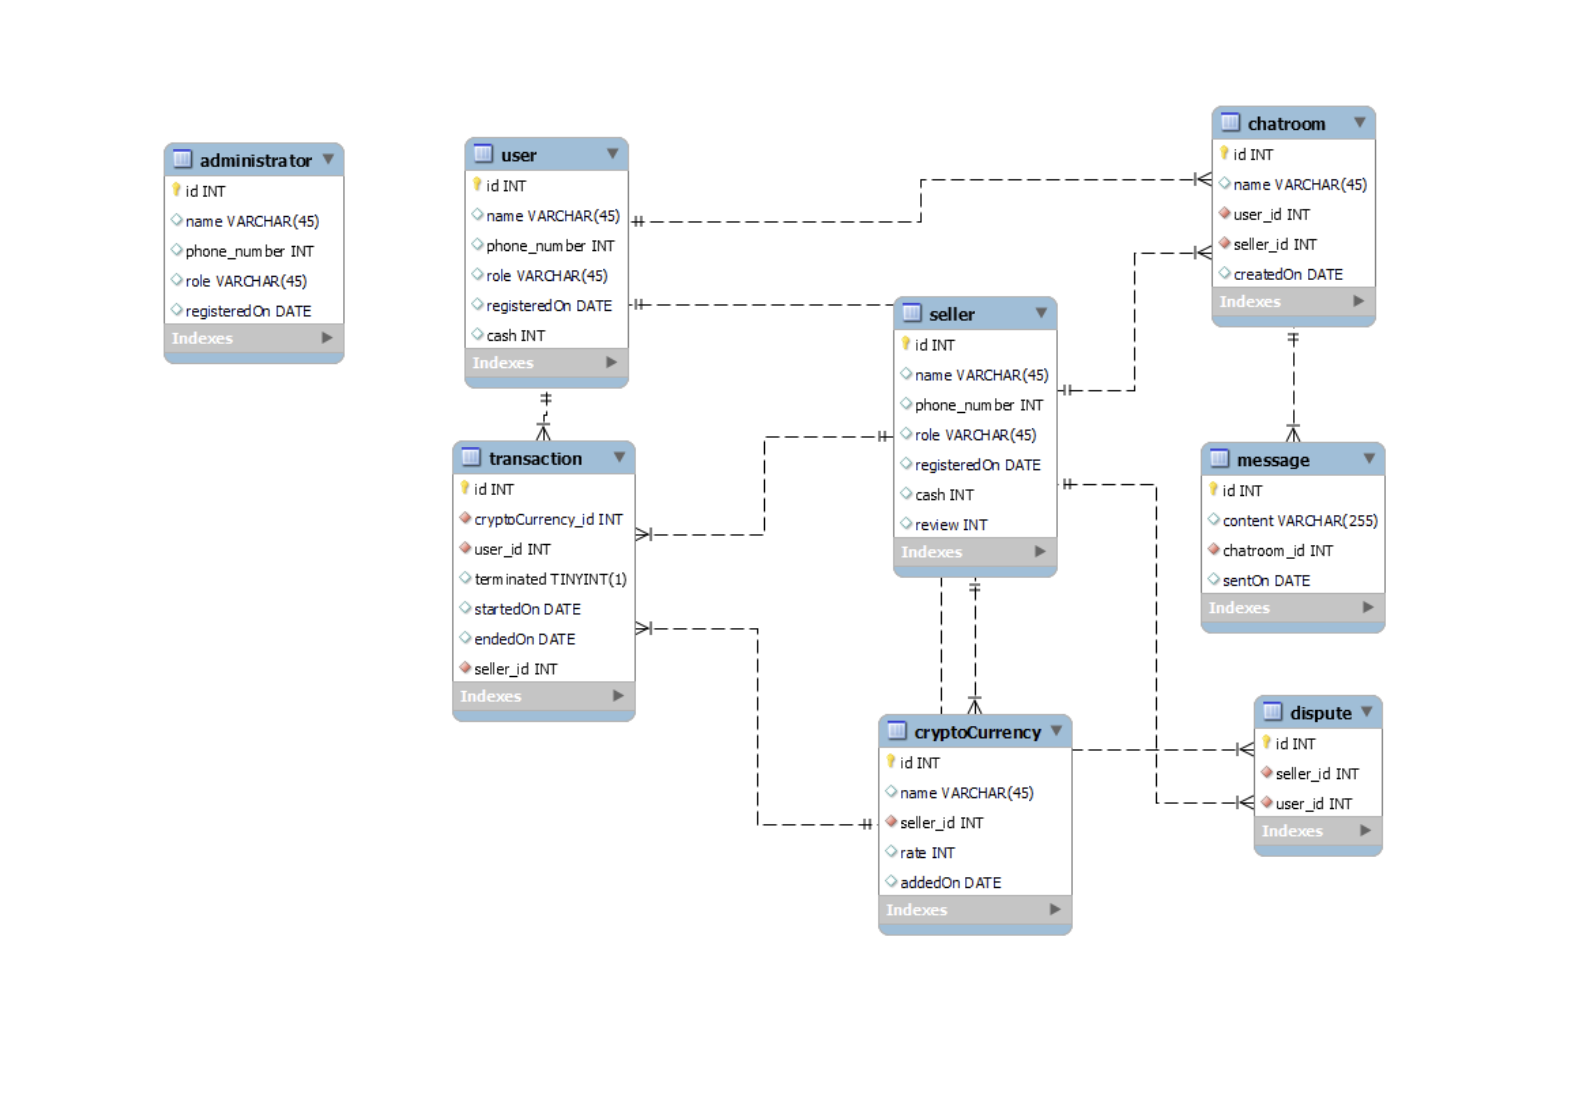 administrator
id INT
name VARCHAR(45)
phone_number INT
role VARCHAR(45)
registeredOn DATE
Indexes
user
id INT
name VARCHAR(45)
phone_number INT
role VARCHAR(45)
registeredOn DATE
cash INT
Indexes
chatroom
id INT
name VARCHAR(45)
user_id INT
seller_id INT
createdOn DATE
Indexes
seller
id INT
name VARCHAR(45)
phone_number INT
role VARCHAR(45)
registeredOn DATE
cash INT
review INT
Indexes
transaction
id INT
cryptoCurrency_id INT
user_id INT
terminated TINYINT(1)
startedOn DATE
endedOn DATE
seller_id INT
Indexes
message
id INT
content VARCHAR(255)
chatroom_id INT
sentOn DATE
Indexes
cryptoCurrency
id INT
name VARCHAR(45)
seller_id INT
rate INT
addedOn DATE
Indexes
dispute
id INT
seller_id INT
user_id INT
Indexes